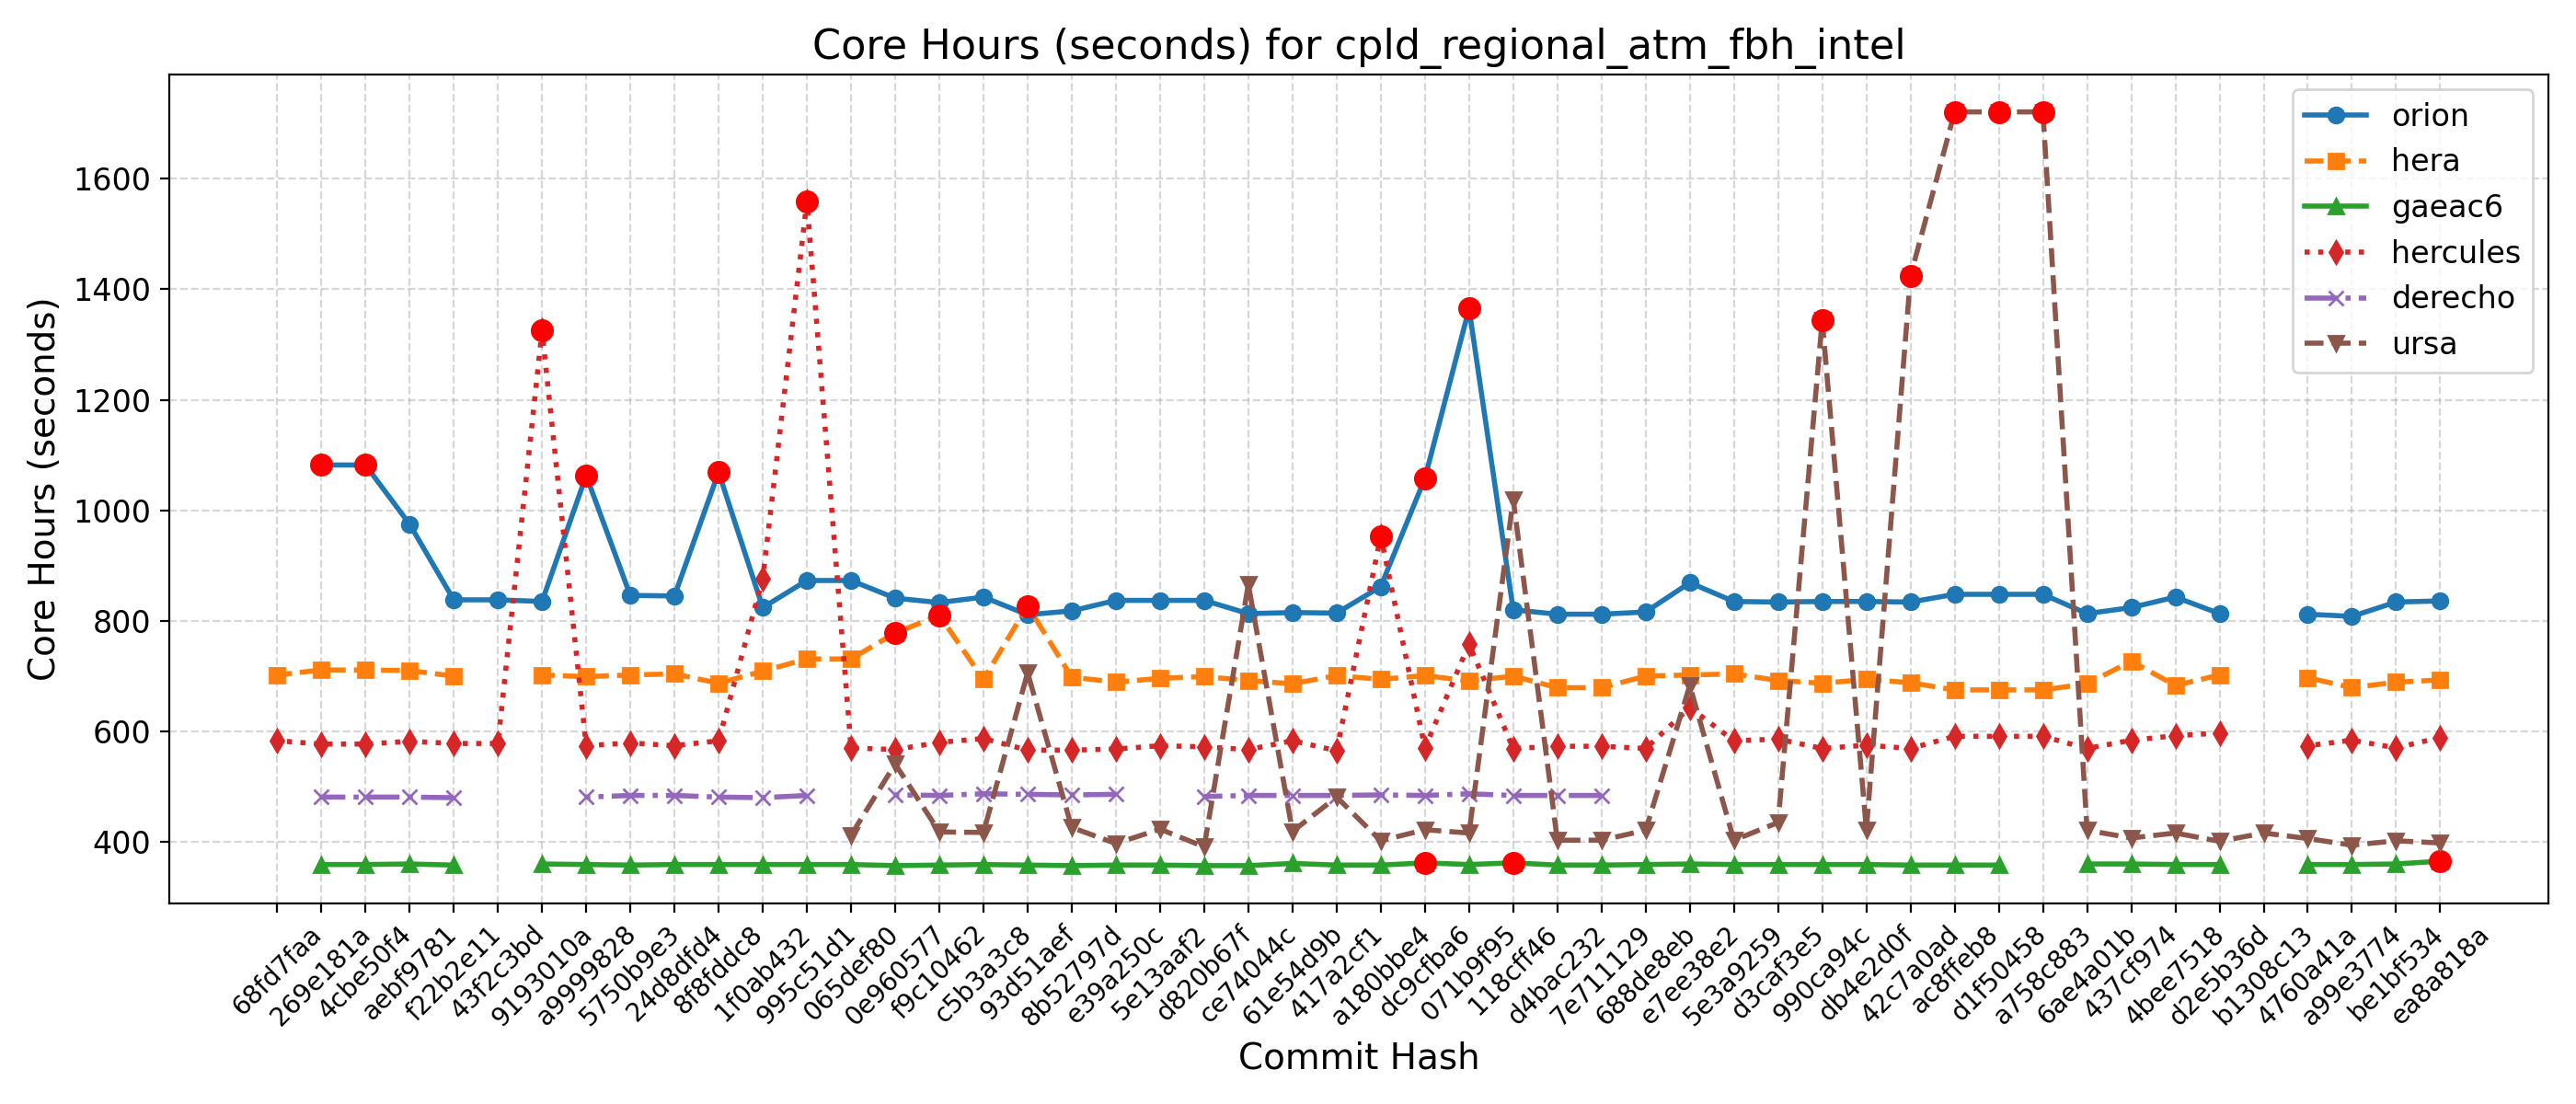 Core Hours (seconds) for cpld_regional_atm_fbh_intel
Core Hours (seconds)
1600
1400
1200
1000
800
600
400
orion
hera
gaeac6
hercules
derecho
ursa
68fd7faa
269e181a
4cbe50f4
aebf9781
f22b2e11
43f2c3bd
9193010a
a9999828
5750b9e3
24d8dfd4
8f8fddc8
1f0ab432
995c51d1
065def80
0e960577
f9c10462
c5b3a3c8
93d51aef
8b52797d
e39a250c
5e13aaf2
d820b67f
ce74044c
61e54d9b
417a2cf1
a180bbe4
dc9cfba6
071b9f95
118cff46
d4bac232
7e711129
688de8eb
e7ee38e2
5e3a9259
d3caf3e5
990ca94c
db4e2d0f
42c7a0ad
ac8ffeb8
d1f50458
a758c883
6ae4a01b
437cf974
4bee7518
d2e5b36d
b1308c13
4760a41a
a99e3774
be1bf534
ea8a818a
Commit Hash